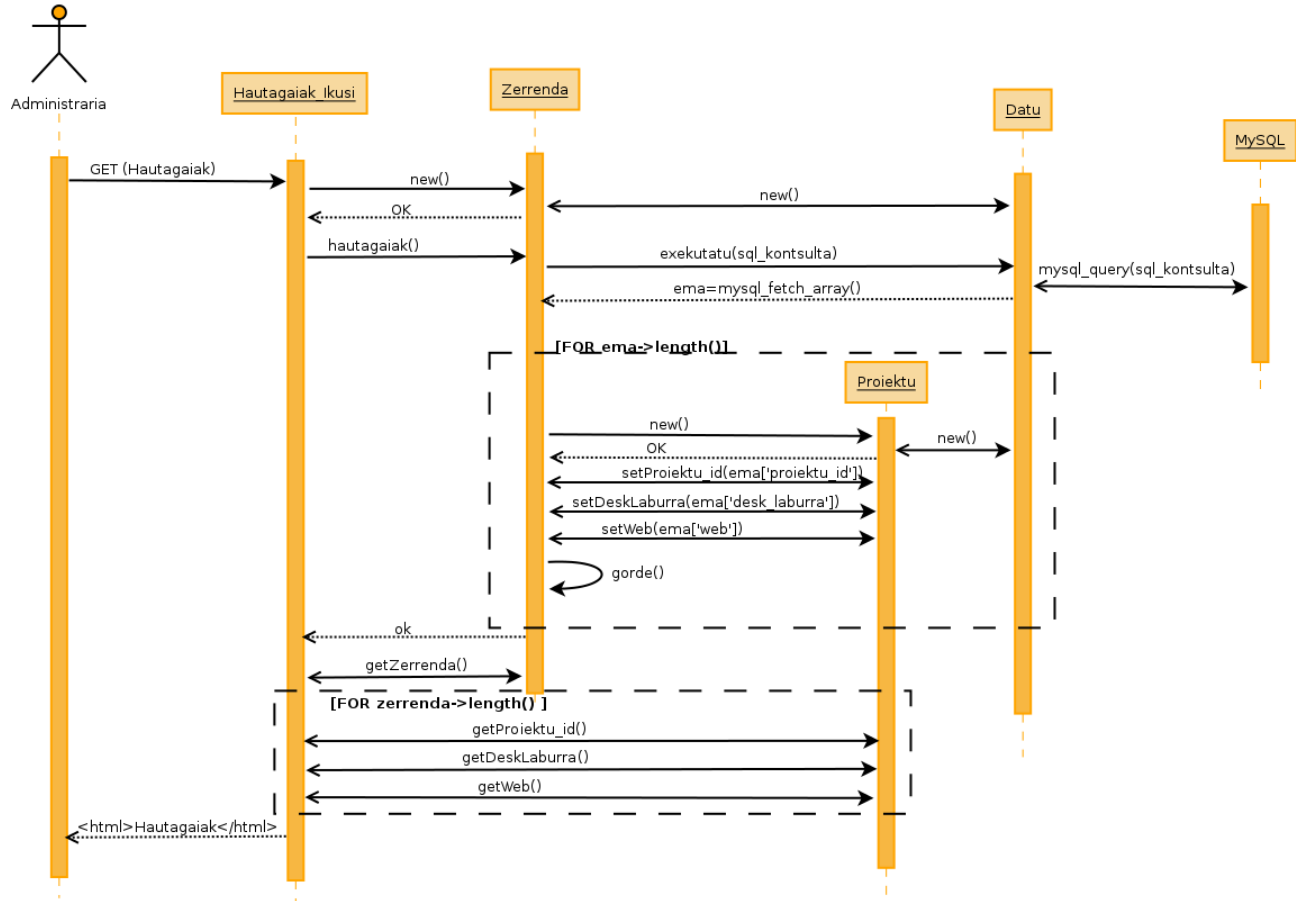 Administraria
Hautagaiak_Ikusi
Zerrenda
Datu
MySQL
GET (Hautagaiak)
new()
new()
OK
hautagaiak()
exekutatu(sql_kontsulta)
mysql_query(sql_kontsulta)
ema=mysql_fetch_array()
[FOR ema->length()]
Proiektu
new()
new()
OK
setProiektu_id(ema['proiektu_id'])
setDeskLaburra(ema['desk_laburra'])
setWeb(ema['web'])
gorde()
ok
getZerrenda()
[FOR zerrenda->length() ]
getProiektu_id()
getDeskLaburra()
getWeb()
<html>Hautagaiak</html>